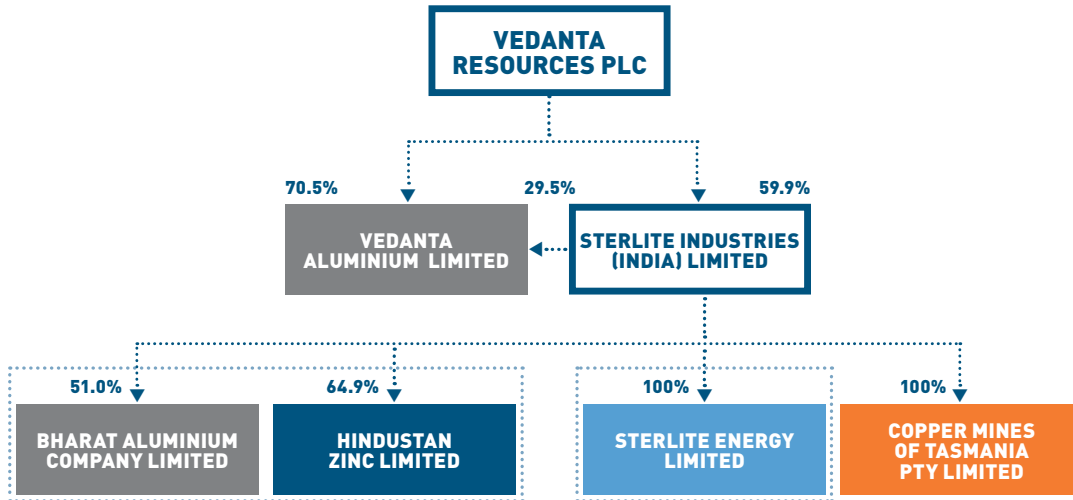 VEDANTA
RESOURCES PLC
70.5%
29.5%
59.9%
VEDANTA
ALUMINIUM LIMITED
STERLITE INDUSTRIES
(INDIA) LIMITED
51.0%
64.9%
100%
100%
BHARAT ALUMINIUM
COMPANY LIMITED
HINDUSTAN
ZINC LIMITED
STERLITE ENERGY
LIMITED
COPPER MINES
OF TASMANIA
PTY LIMITED